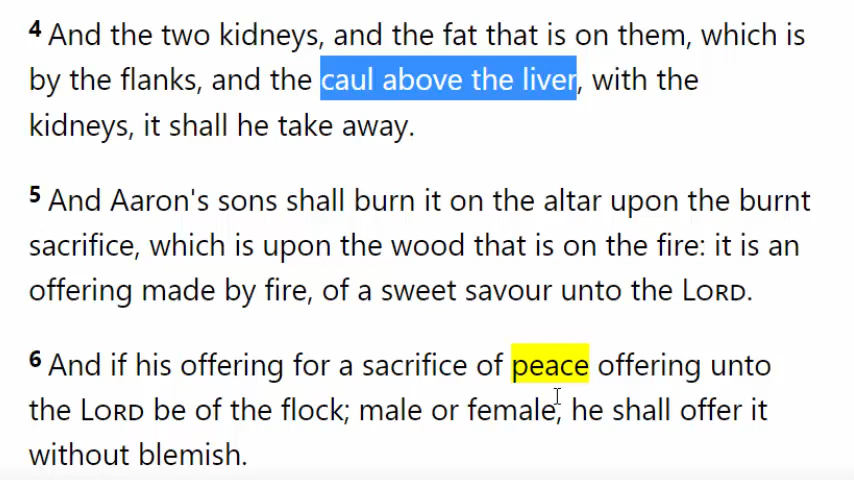 4 And the two kidneys, and the fat that is on them, which is
by the flanks, and the caul above the liver, with the
kidneys, it shall he take away.
5 And Aaron's sons shall burn it on the altar upon the burnt
sacrifice, which is upon the wood that is on the fire: it is an
offering made by fire, of a sweet savour unto the LORD.
6 And if his offering for a sacrifice of peace offering unto
the LORD be of the flock; male or female, he shall offer it
without blemish.